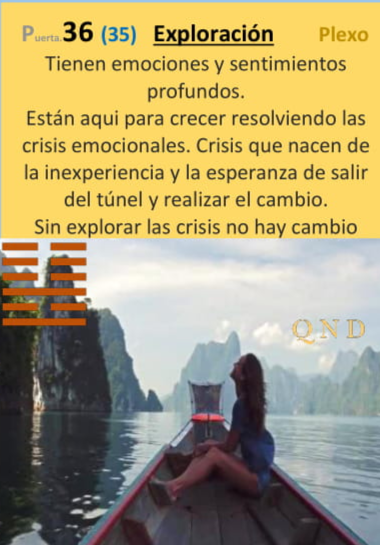 Puerta.36 (35) Exploración Plexo
Tienen emociones y sentimientos
profundos.
Están aqui para crecer resolviendo las
crisis emocionales. Crisis que nacen de
la inexperiencia y la esperanza de salir
del túnel y realizar el cambio.
Sin explorar las crisis no hay cambio
QND